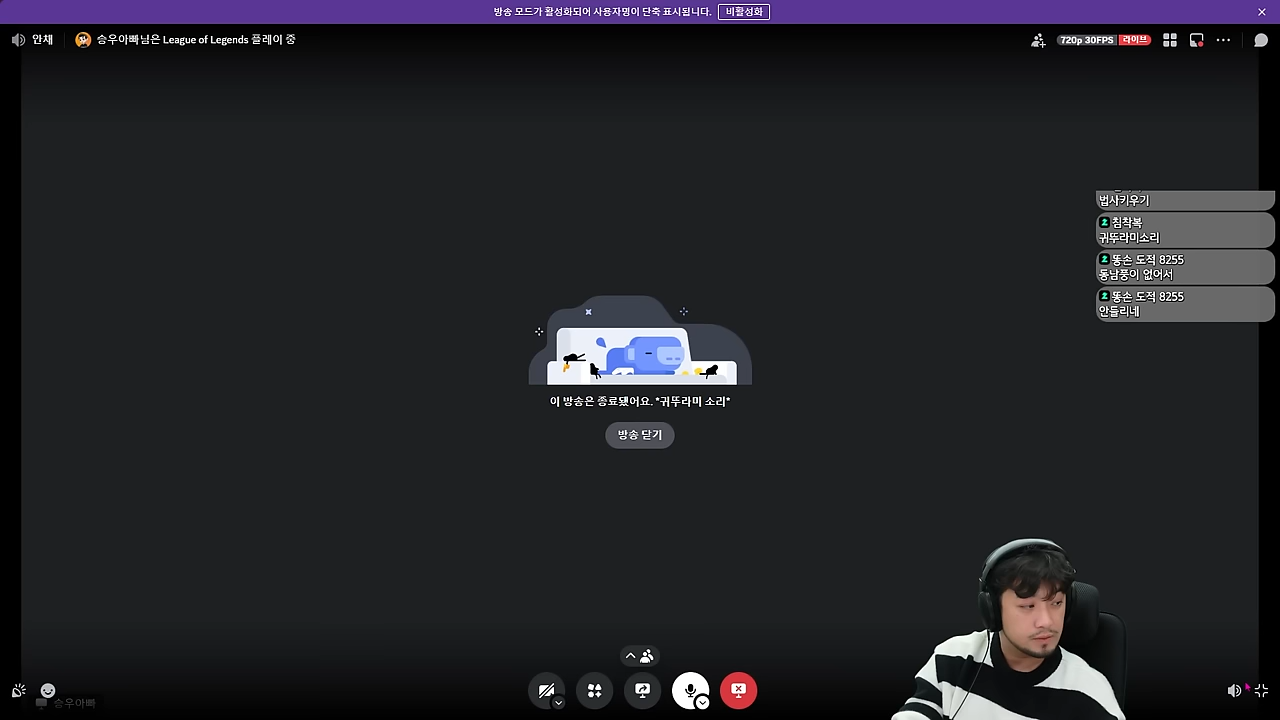 방송 모드가 활성화되어 사용자명이 단축 표시됩니다. 비활성화
안채 승우아빠님은 League of Legends 플레이 중
720p 30FPS 라이브
법사키우기
2 침착복
귀뚜라미소리
2 똥손 도적 8255
동남풍이 없어서
2 똥손 도적 8255
안들리네
이 방송은 종료됐어요. *귀뚜라미 소리*
방송 닫기
승우아빠